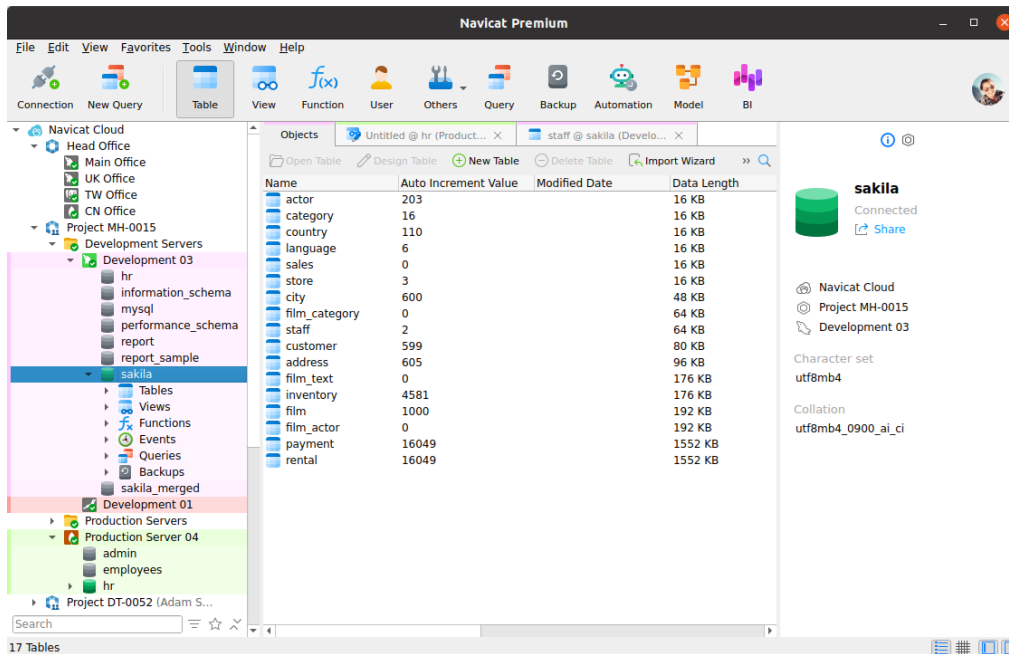 Navicat Premium
File Edit View Favorites Tools Window Help
Connection New Query Table View Function User Others Query Backup Automation Model BI
Navicat Cloud
Head Office
Main Office
UK Office
TW Office
CN Office
Project MH-0015
Development Servers
Development 03
hr
information_schema
mysql
performance_schema
report
report_sample
sakila
Tables
Views
Functions
Events
Queries
Backups
sakila_merged
Development 01
Production Servers
Production Server 04
admin
employees
hr
Project DT-0052 (Adam S...
Search
Objects Untitled @ hr (Product... staff @ sakila (Develo...
Open Table Design Table New Table Delete Table Import Wizard »
Name Auto Increment Value Modified Date Data Length
actor 203 16 KB
category 16 16 KB
country 110 16 KB
language 6 16 KB
sales 0 16 KB
store 3 16 KB
city 600 48 KB
film_category 0 64 KB
staff 2 64 KB
customer 599 80 KB
address 605 96 KB
film_text 0 176 KB
inventory 4581 176 KB
film 1000 192 KB
film_actor 0 192 KB
payment 16049 1552 KB
rental 16049 1552 KB
sakila
Connected
Share
Navicat Cloud
Project MH-0015
Development 03
Character set
utf8mb4
Collation
utf8mb4_0900_ai_ci
17 Tables